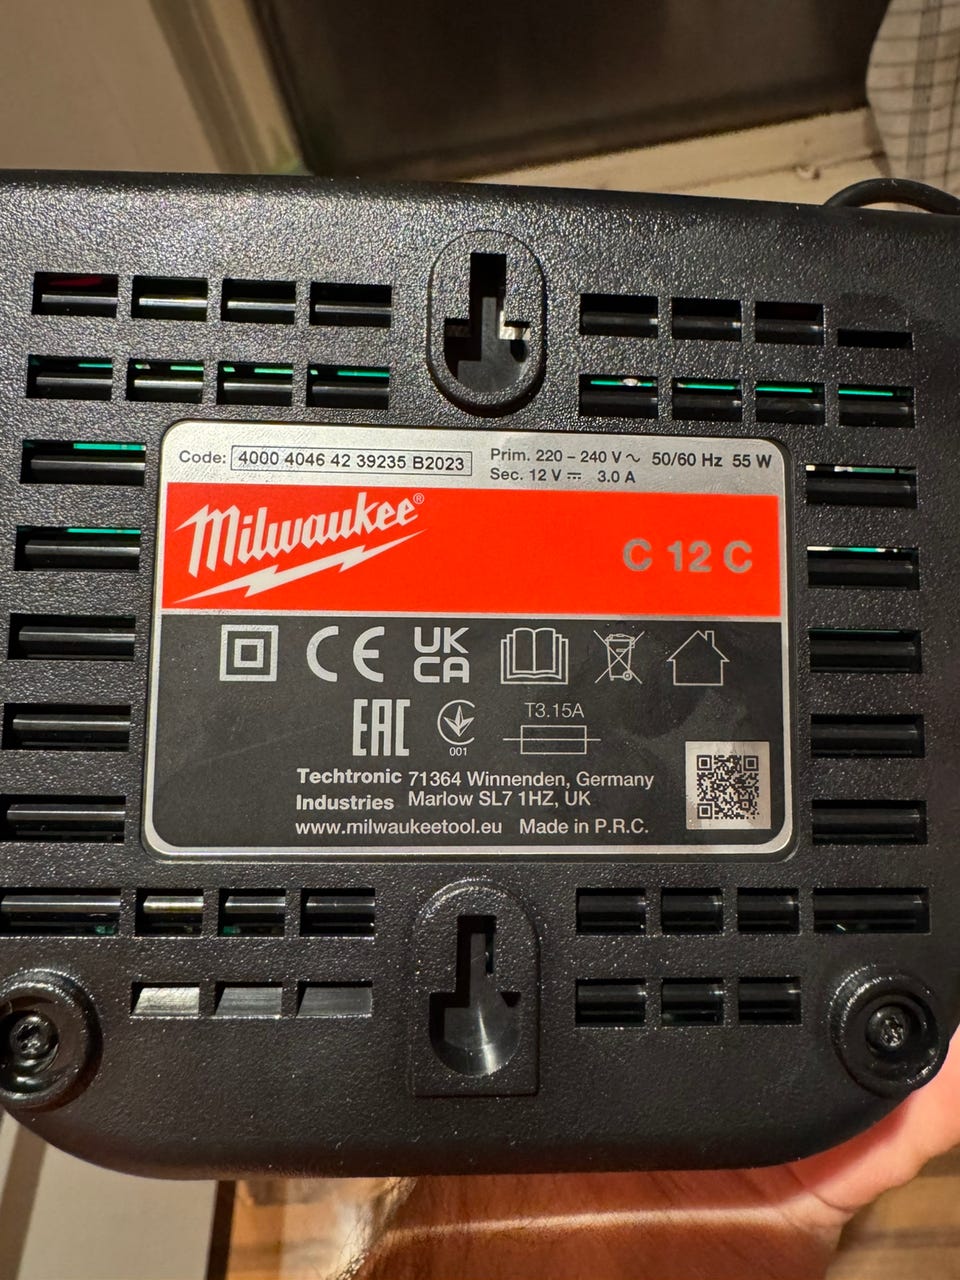 Code: 4000 4046 42 39235 B2023
Prim. 220 – 240 V ~ 50/60 Hz 55 W
Sec. 12 V ⎓ 3.0 A
Milwaukee®
C 12 C
CE
UK
CA
EAC
001
T3.15A
Techtronic Industries
71364 Winnenden, Germany
Marlow SL7 1HZ, UK
www.milwaukeetool.eu Made in P.R.C.